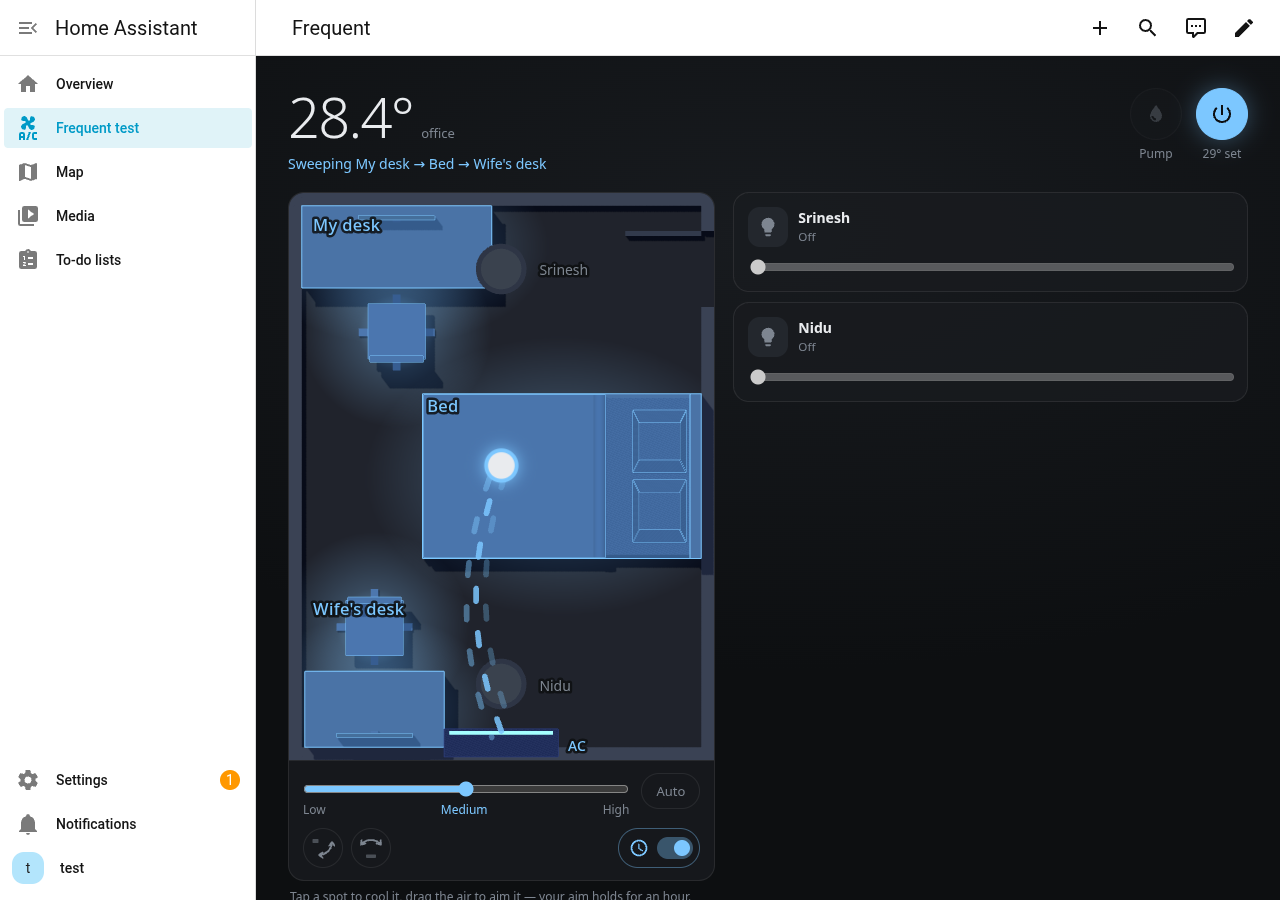 Home Assistant
Frequent
Overview
A/C
Frequent test
Map
Media
To-do lists
Settings
1
Notifications
t
test
28.4°
office
Sweeping My desk → Bed → Wife's desk
Pump
29° set
My desk
Srinesh
Bed
Wife's desk
Nidu
AC
Low
Medium
High
Auto
Tap a spot to cool it, drag the air to aim it — your aim holds for an hour.
Srinesh
Off
Nidu
Off